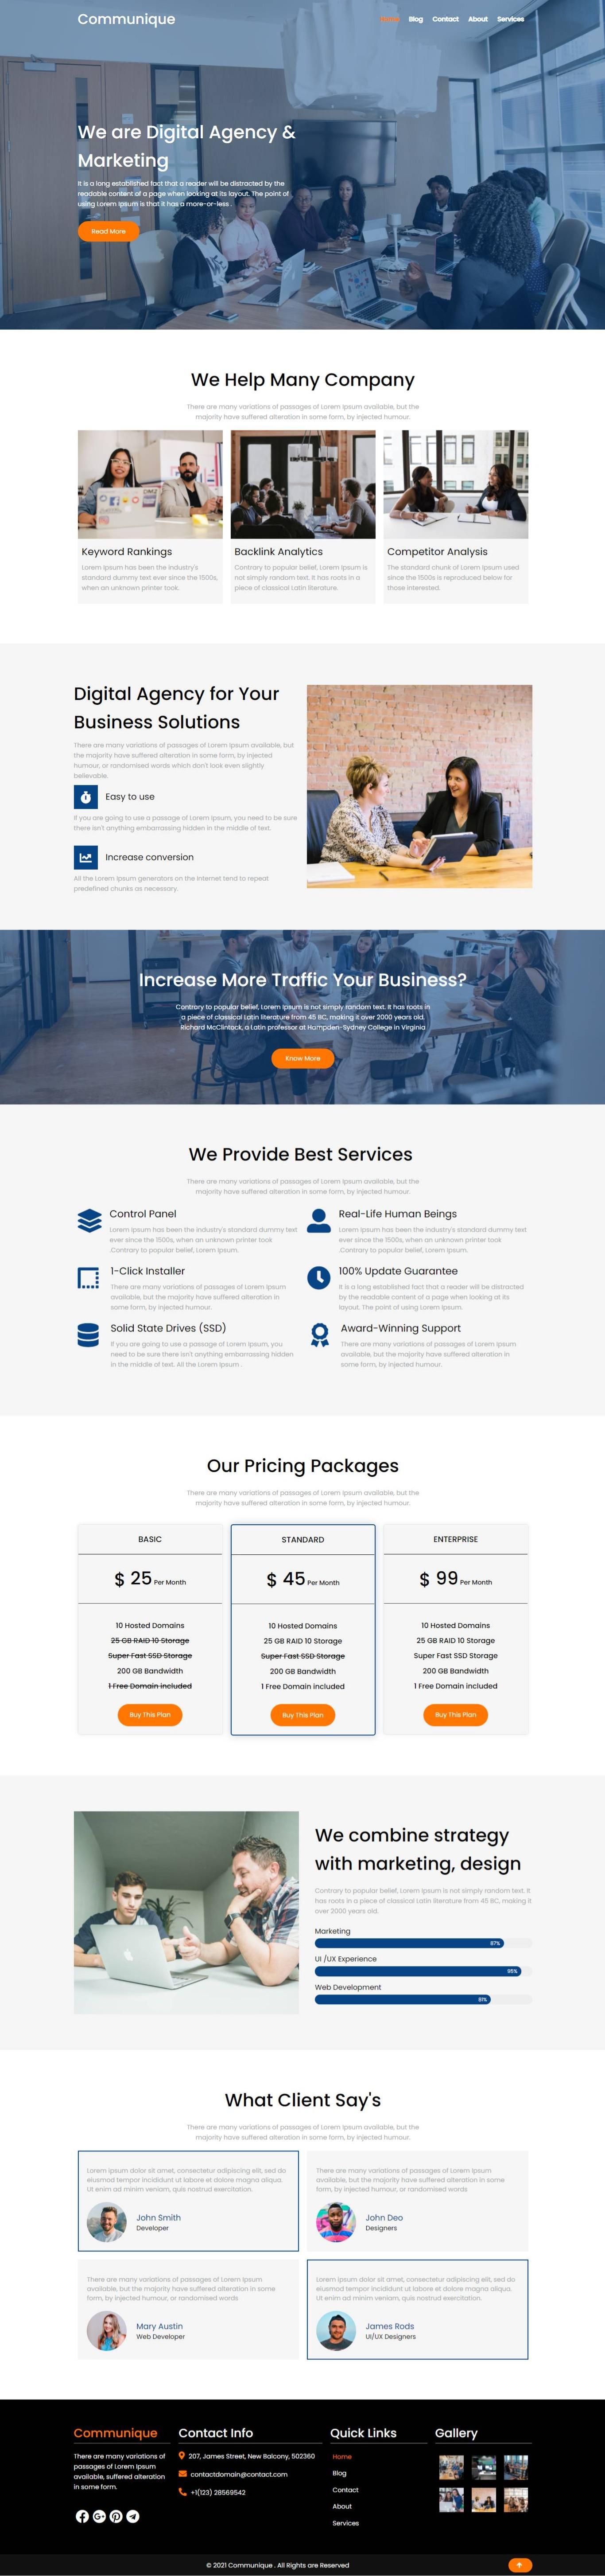 Communique
Home Blog Contact About Services
We are Digital Agency &
Marketing
It is a long established fact that a reader will be distracted by the
readable content of a page when looking at its layout. The point of
using Lorem Ipsum is that it has a more-or-less .
Read More
We Help Many Company
There are many variations of passages of Lorem Ipsum available, but the
majority have suffered alteration in some form, by injected humour.
Keyword Rankings
Lorem Ipsum has been the industry's
standard dummy text ever since the 1500s,
when an unknown printer took.
Backlink Analytics
Contrary to popular belief, Lorem Ipsum is
not simply random text. It has roots in a
piece of classical Latin literature.
Competitor Analysis
The standard chunk of Lorem Ipsum used
since the 1500s is reproduced below for
those interested.
Digital Agency for Your
Business Solutions
There are many variations of passages of Lorem Ipsum available, but
the majority have suffered alteration in some form, by injected
humour, or randomised words which don't look even slightly
believable.
Easy to use
If you are going to use a passage of Lorem Ipsum, you need to be sure
there isn't anything embarrassing hidden in the middle of text.
Increase conversion
All the Lorem Ipsum generators on the Internet tend to repeat
predefined chunks as necessary.
Increase More Traffic Your Business?
Contrary to popular belief, Lorem Ipsum is not simply random text. It has roots in
a piece of classical Latin literature from 45 BC, making it over 2000 years old.
Richard McClintock, a Latin professor at Hampden-Sydney College in Virginia
Know More
We Provide Best Services
There are many variations of passages of Lorem Ipsum available, but the
majority have suffered alteration in some form, by injected humour.
Control Panel
Lorem Ipsum has been the industry's standard dummy text
ever since the 1500s, when an unknown printer took
.Contrary to popular belief, Lorem Ipsum.
Real-Life Human Beings
Lorem Ipsum has been the industry's standard dummy text
ever since the 1500s, when an unknown printer took
.Contrary to popular belief, Lorem Ipsum.
1-Click Installer
There are many variations of passages of Lorem Ipsum
available, but the majority have suffered alteration in
some form, by injected humour.
100% Update Guarantee
It is a long established fact that a reader will be distracted
by the readable content of a page when looking at its
layout. The point of using Lorem Ipsum.
Solid State Drives (SSD)
If you are going to use a passage of Lorem Ipsum, you
need to be sure there isn't anything embarrassing hidden
in the middle of text. All the Lorem Ipsum .
Award-Winning Support
There are many variations of passages of Lorem Ipsum
available, but the majority have suffered alteration in
some form, by injected humour.
Our Pricing Packages
There are many variations of passages of Lorem Ipsum available, but the
majority have suffered alteration in some form, by injected humour.
BASIC
$ 25 Per Month
10 Hosted Domains
25 GB RAID 10 Storage
Super Fast SSD Storage
200 GB Bandwidth
1 Free Domain included
Buy This Plan
STANDARD
$ 45 Per Month
10 Hosted Domains
25 GB RAID 10 Storage
Super Fast SSD Storage
200 GB Bandwidth
1 Free Domain included
Buy This Plan
ENTERPRISE
$ 99 Per Month
10 Hosted Domains
25 GB RAID 10 Storage
Super Fast SSD Storage
200 GB Bandwidth
1 Free Domain included
Buy This Plan
We combine strategy
with marketing, design
Contrary to popular belief, Lorem Ipsum is not simply random text. It
has roots in a piece of classical Latin literature from 45 BC, making it
over 2000 years old.
Marketing
87%
UI /UX Experience
95%
Web Development
81%
What Client Say's
There are many variations of passages of Lorem Ipsum available, but the
majority have suffered alteration in some form, by injected humour.
Lorem ipsum dolor sit amet, consectetur adipiscing elit, sed do
eiusmod tempor incididunt ut labore et dolore magna aliqua.
Ut enim ad minim veniam, quis nostrud exercitation.
John Smith
Developer
There are many variations of passages of Lorem Ipsum
available, but the majority have suffered alteration in some
form, by injected humour, or randomised words
John Deo
Designers
There are many variations of passages of Lorem Ipsum
available, but the majority have suffered alteration in some
form, by injected humour, or randomised words
Mary Austin
Web Developer
Lorem ipsum dolor sit amet, consectetur adipiscing elit, sed do
eiusmod tempor incididunt ut labore et dolore magna aliqua.
Ut enim ad minim veniam, quis nostrud exercitation.
James Rods
UI/UX Designers
Communique
There are many variations of
passages of Lorem Ipsum
available, suffered alteration
in some form.
Contact Info
207, James Street, New Balcony, 502360
contactdomain@contact.com
+1(123) 28569542
Quick Links
Home
Blog
Contact
About
Services
Gallery
© 2021 Communique . All Rights are Reserved